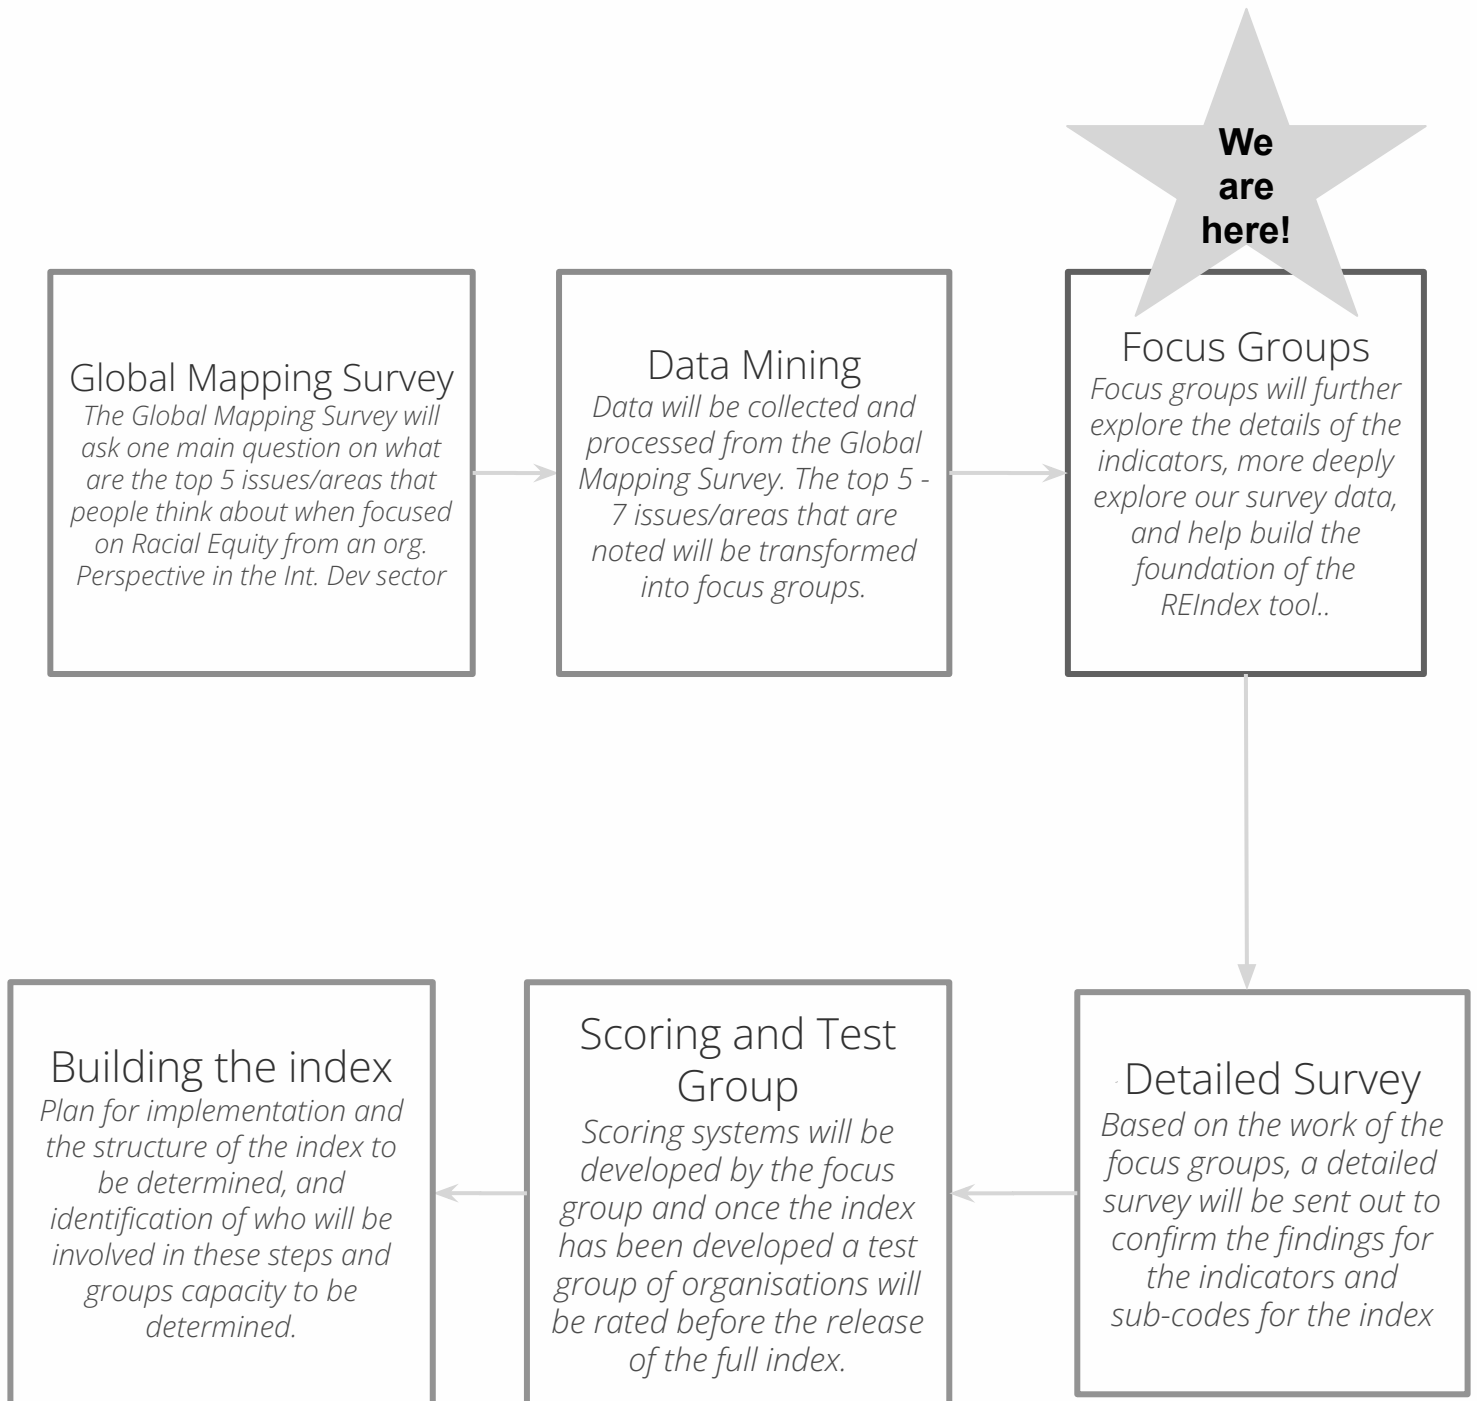 We
are
here!
Global Mapping Survey
The Global Mapping Survey will
ask one main question on what
are the top 5 issues/areas that
people think about when focused
on Racial Equity from an org.
Perspective in the Int. Dev sector
Data Mining
Data will be collected and
processed from the Global
Mapping Survey. The top 5 -
7 issues/areas that are
noted will be transformed
into focus groups.
Focus Groups
Focus groups will further
explore the details of the
indicators, more deeply
explore our survey data,
and help build the
foundation of the
REIndex tool..
Detailed Survey
Based on the work of the
focus groups, a detailed
survey will be sent out to
confirm the findings for
the indicators and
sub-codes for the index
Scoring and Test
Group
Scoring systems will be
developed by the focus
group and once the index
has been developed a test
group of organisations will
be rated before the release
of the full index.
Building the index
Plan for implementation and
the structure of the index to
be determined, and
identification of who will be
involved in these steps and
groups capacity to be
determined.